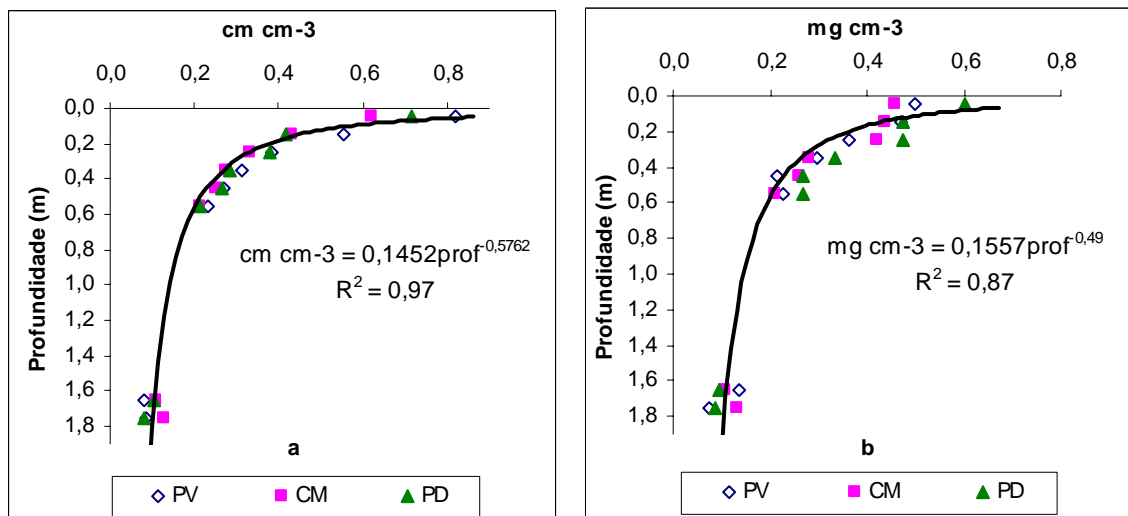 cm cm-3
0,0 0,2 0,4 0,6 0,8
Profundidade (m)
0,0
0,2
0,4
0,6
0,8
1,0
1,2
1,4
1,6
1,8
cm cm-3 = 0,1452prof-0,5762
R2 = 0,97
a
PV CM PD
mg cm-3
0,0 0,2 0,4 0,6 0,8
Profundidade (m)
0,0
0,2
0,4
0,6
0,8
1,0
1,2
1,4
1,6
1,8
mg cm-3 = 0,1557prof-0,49
R2 = 0,87
b
PV CM PD